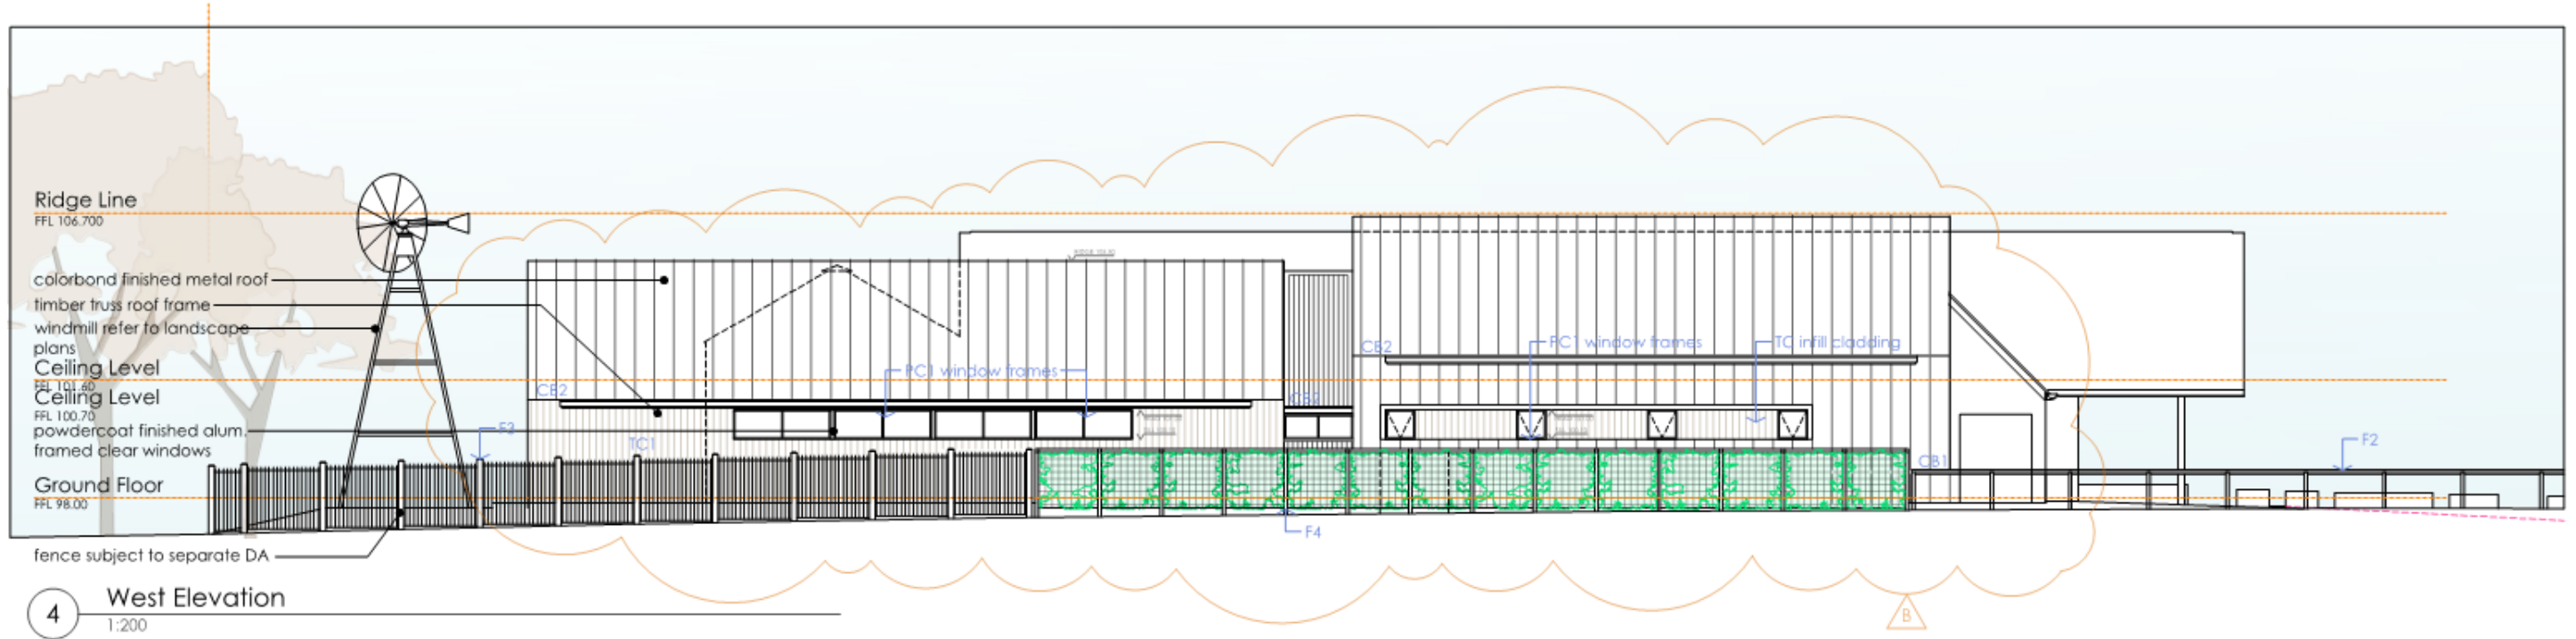 Ridge Line
FFL 106.700
colorbond finished metal roof
timber truss roof frame
windmill refer to landscape
plans
Ceiling Level
FFL 101.60
Ceiling Level
FFL 100.70
powdercoat finished alum.
framed clear windows
Ground Floor
FFL 98.00
fence subject to separate DA
F3
CB2
TC1
PC1 window frames
CB2
CB2
PC1 window frames
TC infill cladding
CB1
F2
F4
B
4
West Elevation
1:200